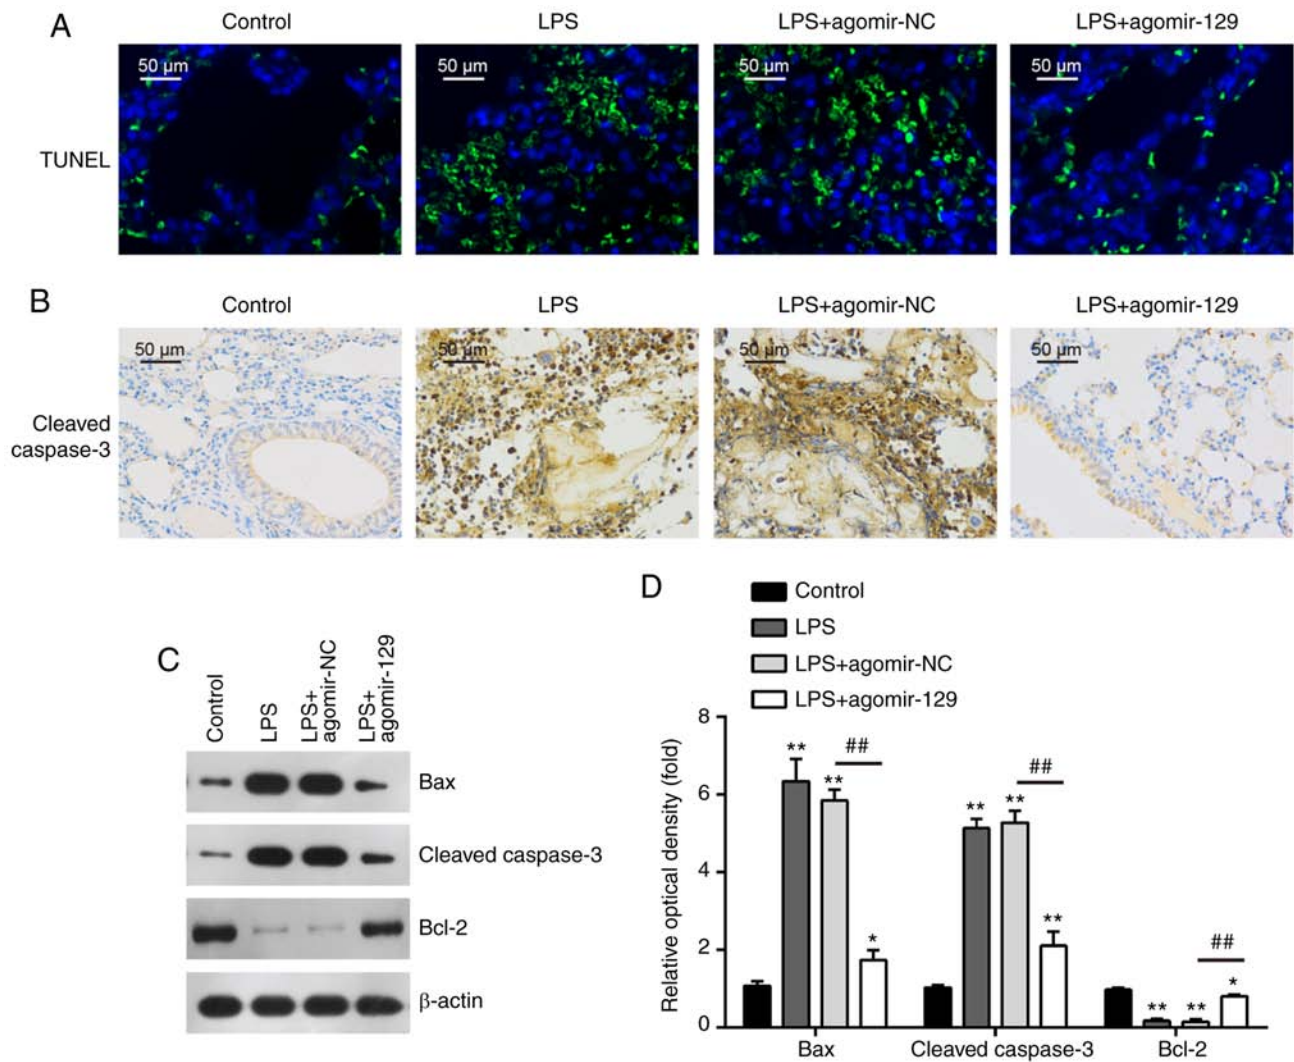 A
Control
LPS
LPS+agomir-NC
LPS+agomir-129
TUNEL
50 µm
50 µm
50 µm
50 µm
B
Control
LPS
LPS+agomir-NC
LPS+agomir-129
Cleaved
caspase-3
50 µm
50 µm
50 µm
50 µm
C
Control
LPS
LPS+
agomir-NC
LPS+
agomir-129
Bax
Cleaved caspase-3
Bcl-2
β-actin
D
Control
LPS
LPS+agomir-NC
LPS+agomir-129
Relative optical density (fold)
8
6
4
2
0
**
**
##
*
**
**
##
**
**
**
##
*
Bax
Cleaved caspase-3
Bcl-2